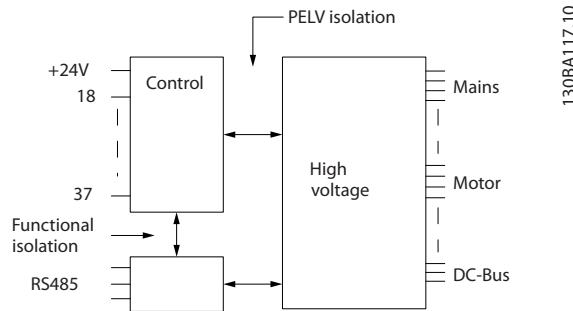 PELV isolation
130BA117.10
+24V
Control
18
Mains
High
voltage
37
Motor
Functional
isolation
RS485
DC-Bus